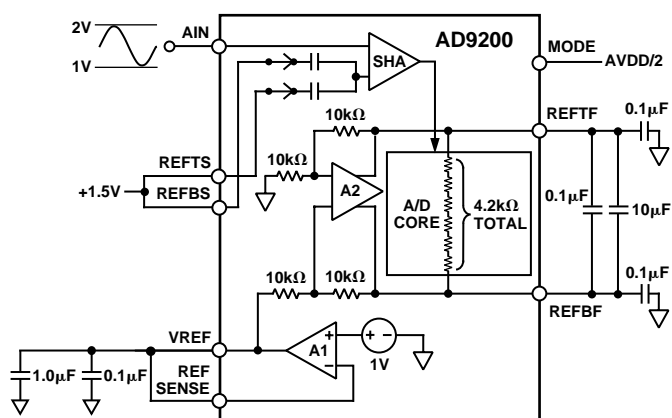 2V
1V
AIN
AD9200
SHA
MODE
AVDD/2
10kΩ
REFTF
0.1µF
10kΩ
REFTS
REFBS
+1.5V
A2
A/D
CORE
4.2kΩ
TOTAL
0.1µF
10µF
10kΩ
10kΩ
0.1µF
REFBF
VREF
A1
+
−
+ −
1V
1.0µF
0.1µF
REF
SENSE